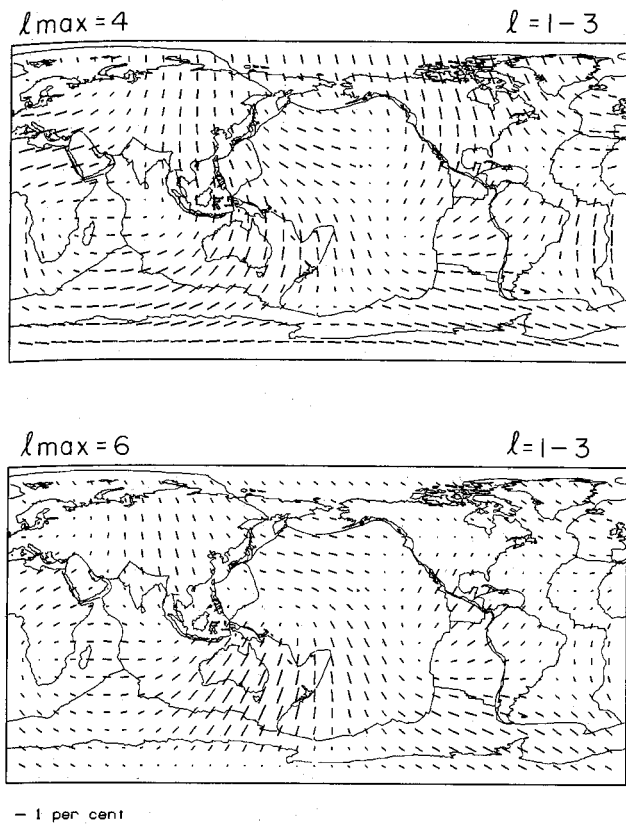 ℓmax=4 ℓ=1-3
ℓmax=6 ℓ=1-3
- 1 per cent